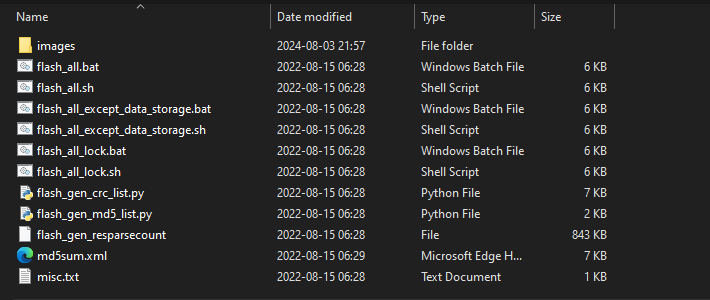 Name Date modified Type Size
images 2024-08-03 21:57 File folder
flash_all.bat 2022-08-15 06:28 Windows Batch File 6 KB
flash_all.sh 2022-08-15 06:28 Shell Script 6 KB
flash_all_except_data_storage.bat 2022-08-15 06:28 Windows Batch File 6 KB
flash_all_except_data_storage.sh 2022-08-15 06:28 Shell Script 6 KB
flash_all_lock.bat 2022-08-15 06:28 Windows Batch File 6 KB
flash_all_lock.sh 2022-08-15 06:28 Shell Script 6 KB
flash_gen_crc_list.py 2022-08-15 06:28 Python File 7 KB
flash_gen_md5_list.py 2022-08-15 06:28 Python File 2 KB
flash_gen_resparsecount 2022-08-15 06:28 File 843 KB
md5sum.xml 2022-08-15 06:29 Microsoft Edge H... 7 KB
misc.txt 2022-08-15 06:28 Text Document 1 KB